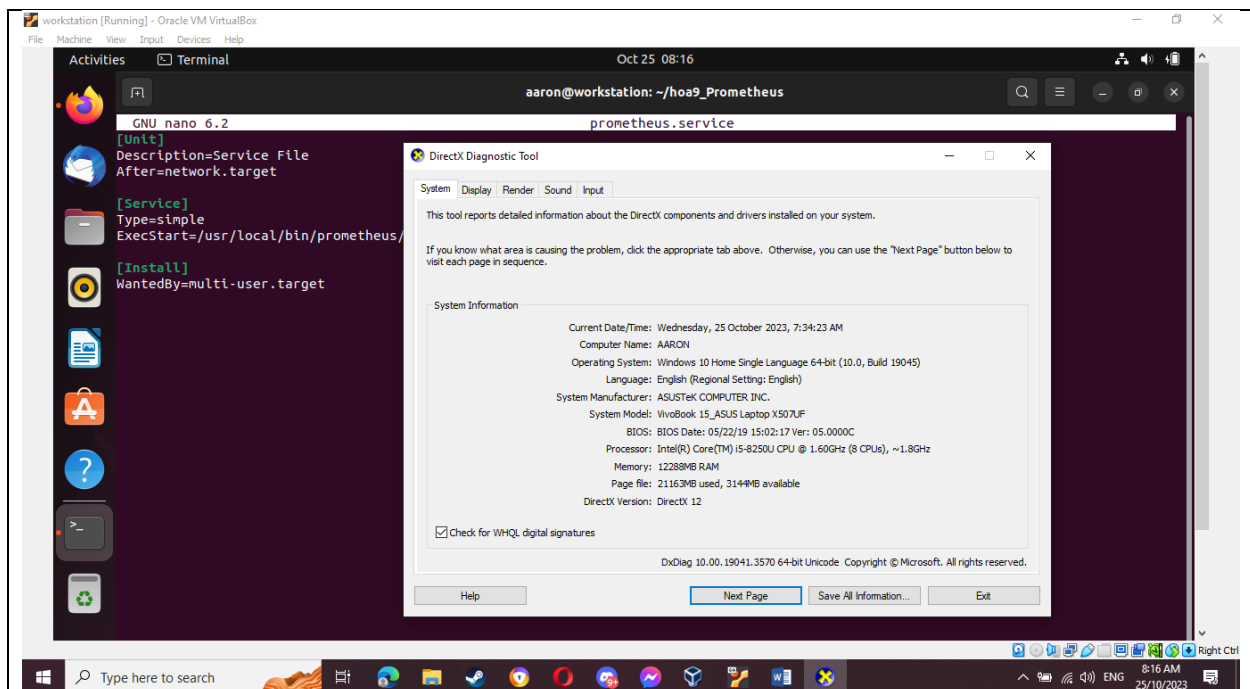 workstation [Running] - Oracle VM VirtualBox
File Machine View Input Devices Help
Activities Terminal Oct 25 08:16
aaron@workstation: ~/hoa9_Prometheus
GNU nano 6.2 prometheus.service
[Unit]
Description=Service File
After=network.target
[Service]
Type=simple
ExecStart=/usr/local/bin/prometheus/
[Install]
WantedBy=multi-user.target
DirectX Diagnostic Tool
System Display Render Sound Input
This tool reports detailed information about the DirectX components and drivers installed on your system.
If you know what area is causing the problem, click the appropriate tab above. Otherwise, you can use the "Next Page" button below to
visit each page in sequence.
System Information
Current Date/Time: Wednesday, 25 October 2023, 7:34:23 AM
Computer Name: AARON
Operating System: Windows 10 Home Single Language 64-bit (10.0, Build 19045)
Language: English (Regional Setting: English)
System Manufacturer: ASUSTeK COMPUTER INC.
System Model: VivoBook 15_ASUS Laptop X507UF
BIOS: BIOS Date: 05/22/19 15:02:17 Ver: 05.0000C
Processor: Intel(R) Core(TM) i5-8250U CPU @ 1.60GHz (8 CPUs), ~1.8GHz
Memory: 12288MB RAM
Page file: 21163MB used, 3144MB available
DirectX Version: DirectX 12
Check for WHQL digital signatures
DxDiag 10.00.19041.3570 64-bit Unicode Copyright © Microsoft. All rights reserved.
Help Next Page Save All Information... Exit
Right Ctrl
Type here to search
ENG
8:16 AM
25/10/2023